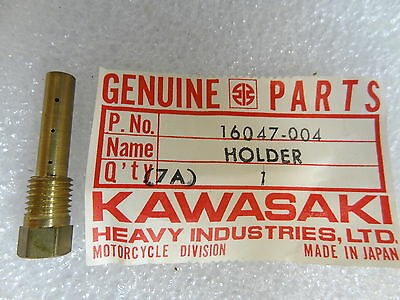 GENUINE PARTS
P. No. 16047-004
Name HOLDER
Q'ty (7A) 1
KAWASAKI
HEAVY INDUSTRIES, LTD.
MOTORCYCLE DIVISION MADE IN JAPAN